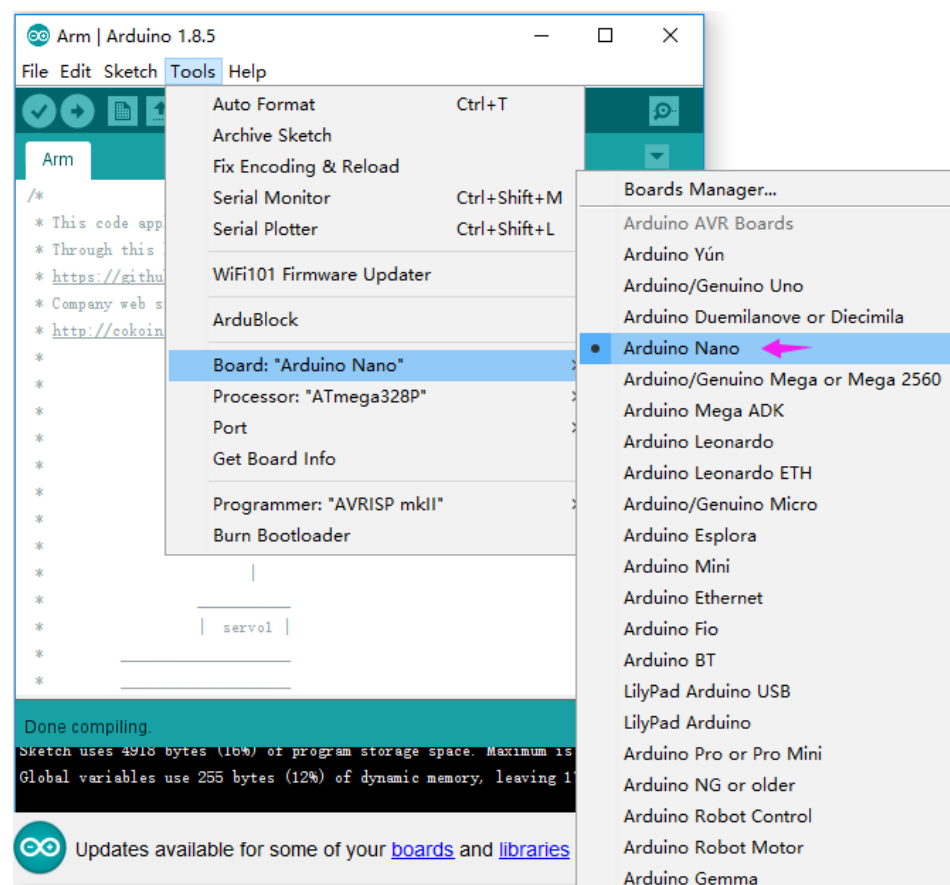 Arm | Arduino 1.8.5
File Edit Sketch Tools Help
Arm
/*
* This code app
* Through this
* https://githu
* Company web s
* http://cokoin
*
*
*
*
*
*
*
*
* |
*
* | servo1 |
*
*
Auto Format Ctrl+T
Archive Sketch
Fix Encoding & Reload
Serial Monitor Ctrl+Shift+M
Serial Plotter Ctrl+Shift+L
WiFi101 Firmware Updater
ArduBlock
Board: "Arduino Nano"
Processor: "ATmega328P"
Port
Get Board Info
Programmer: "AVRISP mkII"
Burn Bootloader
Boards Manager...
Arduino AVR Boards
Arduino Yún
Arduino/Genuino Uno
Arduino Duemilanove or Diecimila
Arduino Nano
Arduino/Genuino Mega or Mega 2560
Arduino Mega ADK
Arduino Leonardo
Arduino Leonardo ETH
Arduino/Genuino Micro
Arduino Esplora
Arduino Mini
Arduino Ethernet
Arduino Fio
Arduino BT
LilyPad Arduino USB
LilyPad Arduino
Arduino Pro or Pro Mini
Arduino NG or older
Arduino Robot Control
Arduino Robot Motor
Arduino Gemma
Done compiling.
Sketch uses 4918 bytes (16%) of program storage space. Maximum is
Global variables use 255 bytes (12%) of dynamic memory, leaving 1
Updates available for some of your boards and libraries